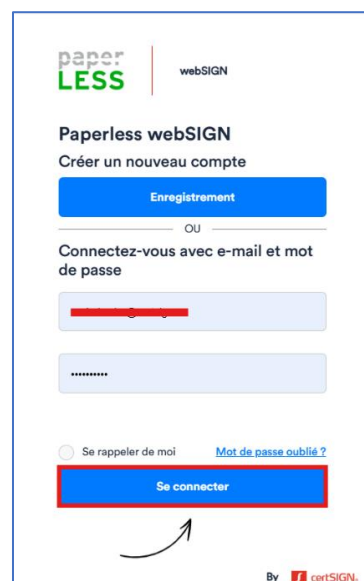 paper
LESS
webSIGN
Paperless webSIGN
Créer un nouveau compte
Enregistrement
OU
Connectez-vous avec e-mail et mot
de passe
••••••••••
Se rappeler de moi
Mot de passe oublié ?
Se connecter
By certSIGN.